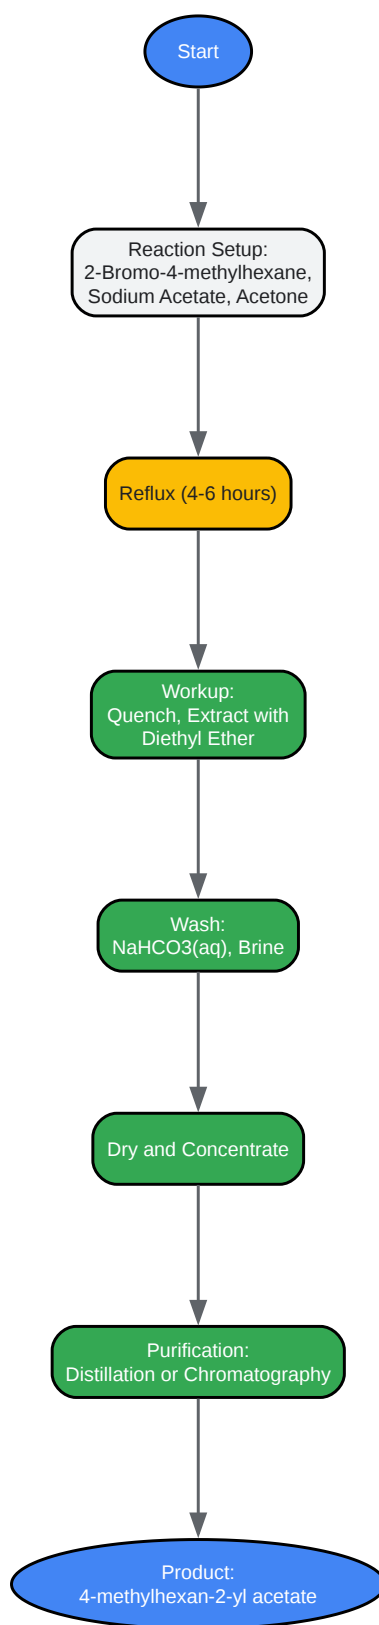 Start
Reaction Setup:
2-Bromo-4-methylhexane,
Sodium Acetate, Acetone
Reflux (4-6 hours)
Workup:
Quench, Extract with
Diethyl Ether
Wash:
NaHCO3(aq), Brine
Dry and Concentrate
Purification:
Distillation or Chromatography
Product:
4-methylhexan-2-yl acetate